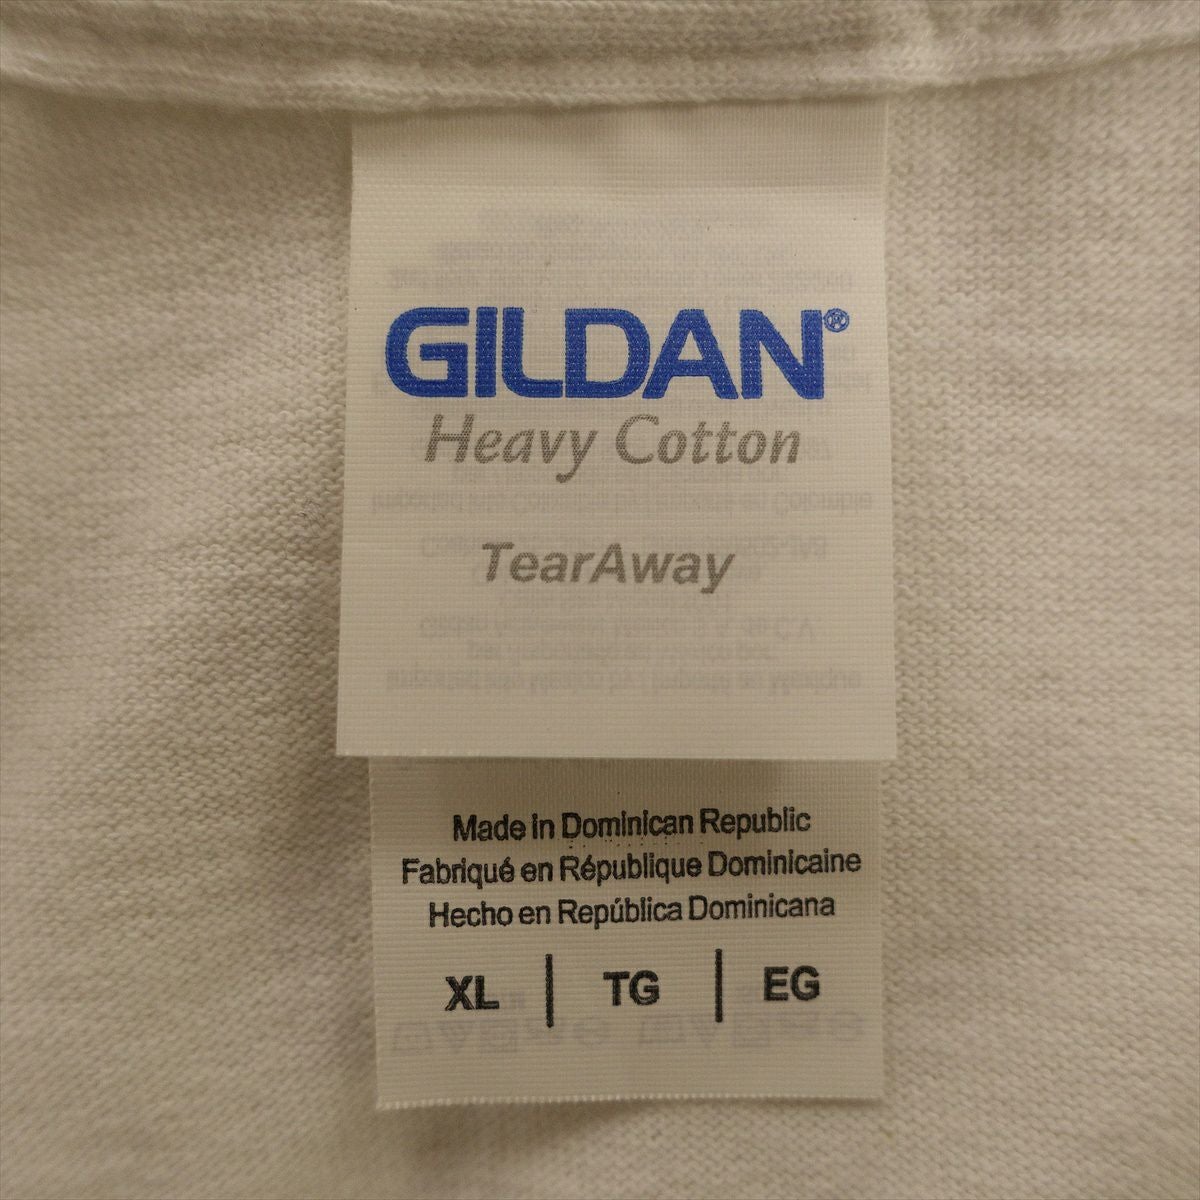 GILDAN®
Heavy Cotton
TearAway
Made in Dominican Republic
Fabriqué en République Dominicaine
Hecho en República Dominicana
XL | TG | EG